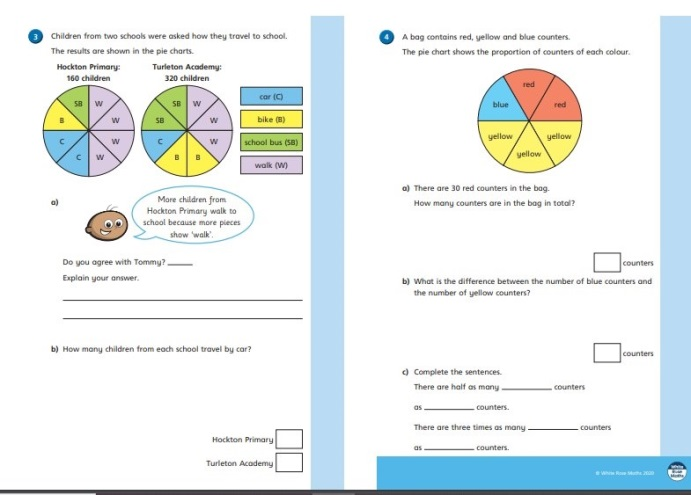 3 Children from two schools were asked how they travel to school.
The results are shown in the pie charts.
Hockton Primary:
160 children
Turleton Academy:
320 children
SB W
B W
C W
C W
SB W
SB W
C W
B B
car (C)
bike (B)
school bus (SB)
walk (W)
a)
More children from
Hockton Primary walk to
school because more pieces
show ‘walk’.
Do you agree with Tommy?
Explain your answer.
b) How many children from each school travel by car?
Hockton Primary
Turleton Academy
4 A bag contains red, yellow and blue counters.
The pie chart shows the proportion of counters of each colour.
red
blue red
yellow yellow
yellow
a) There are 30 red counters in the bag.
How many counters are in the bag in total?
counters
b) What is the difference between the number of blue counters and
the number of yellow counters?
counters
c) Complete the sentences.
There are half as many counters
as counters.
There are three times as many counters
as counters.
© White Rose Maths 2020
White
Rose
Maths